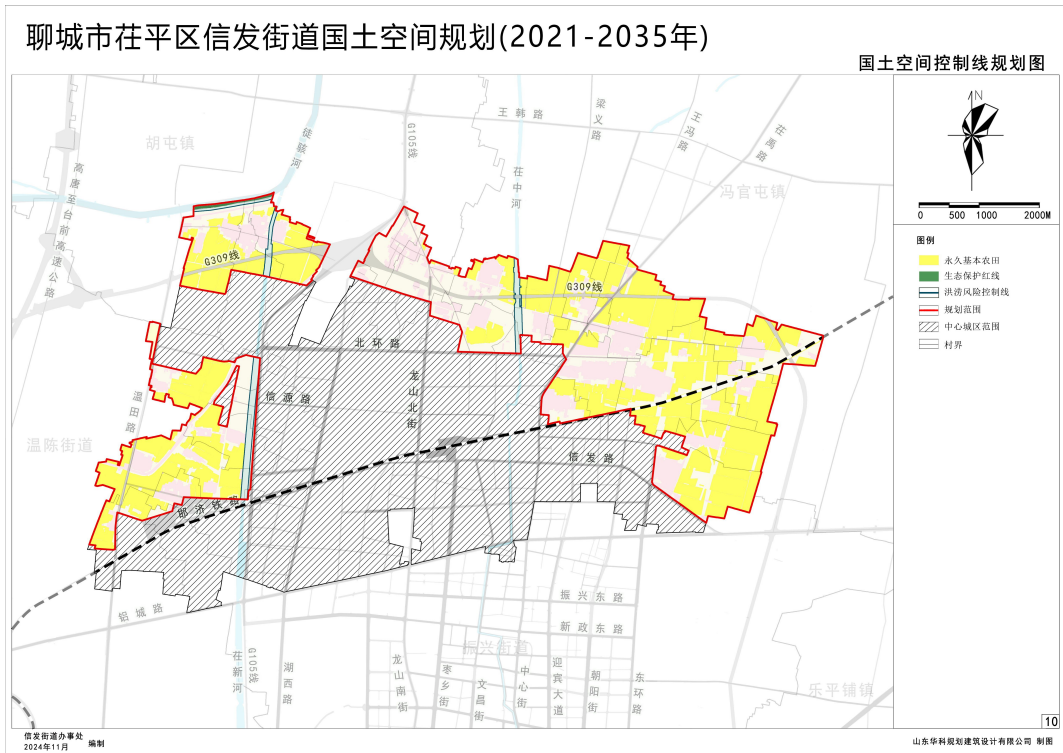 聊城市茌平区信发街道国土空间规划(2021-2035年)
国土空间控制线规划图
王韩路
梁义路
王冯路
茌禹路
G105线
徒骇河
胡屯镇
高唐至台前高速公路
茌中河
冯官屯镇
G309线
G309线
北环路
龙山北街
信源路
温田路
温陈街道
信发路
邯济铁路
铝城路
振兴东路
新政东路
振兴街道
茌新河
G105线
湖西路
龙山南街
枣乡街
文昌街
中心街
迎宾大道
朝阳街
东环路
乐平铺镇
N
0 500 1000 2000M
图例
永久基本农田
生态保护红线
洪涝风险控制线
规划范围
中心城区范围
村界
10
信发街道办事处
2024年11月 编制
山东华科规划建筑设计有限公司 制图